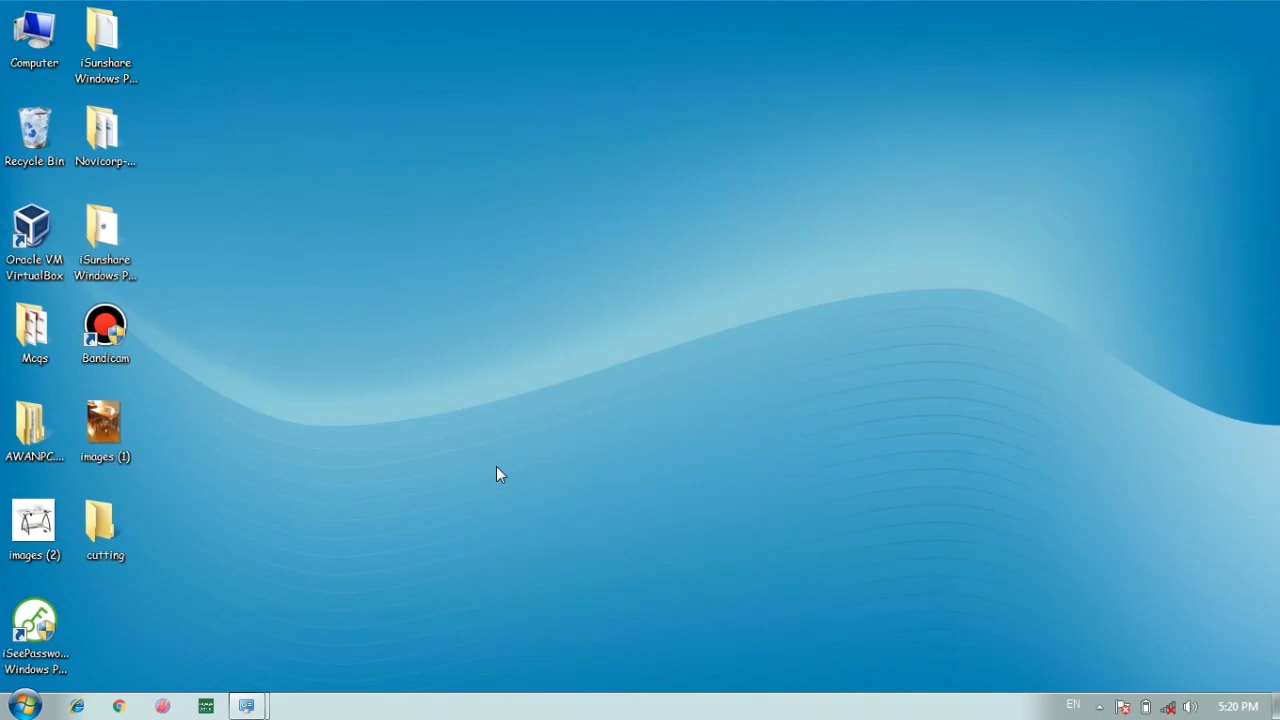 Computer
iSunshare
Windows P...
Recycle Bin
Novicorp-...
Oracle VM
VirtualBox
iSunshare
Windows P...
Mcqs
Bandicam
AWANPC....
images (1)
images (2)
cutting
iSeePasswo...
Windows P...
EN
5:20 PM